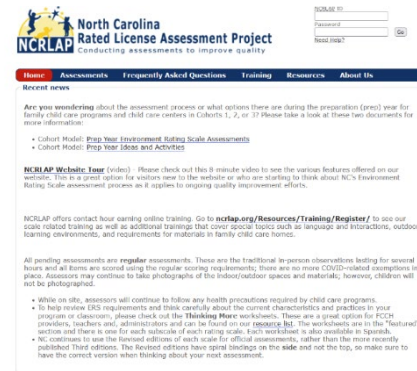 North Carolina
Rated License Assessment Project
NCRLAP
Conducting assessments to improve quality
NCRLAP ID
Password
Go
Need Help?
Home Assessments Frequently Asked Questions Training Resources About Us
Recent news
Are you wondering about the assessment process or what options there are during the preparation (prep) year for
family child care programs and child care centers in Cohorts 1, 2, or 3? Please take a look at these two documents for
more information:
• Cohort Model: Prep Year Environment Rating Scale Assessments
• Cohort Model: Prep Year Ideas and Activities
NCRLAP Website Tour (video) - Please check out this 8-minute video to see the various features offered on our
website. This is a great option for visitors new to the website or who are starting to think about NC's Environment
Rating Scale assessment process as it applies to ongoing quality improvement efforts.
NCRLAP offers contact hour earning online training. Go to ncrlap.org/Resources/Training/Register/ to see our
scale related training as well as additional trainings that cover special topics such as language and interactions, outdoor
learning environments, and requirements for materials in family child care homes.
All pending assessments are regular assessments. These are the traditional in-person observations lasting for several
hours and all items are scored using the regular scoring requirements; there are no more COVID-related exemptions in
place. Assessors may continue to take photographs of the indoor/outdoor spaces and materials; however, children will
not be photographed.
• While on site, assessors will continue to follow any health precautions required by child care programs.
• To help review ERS requirements and think carefully about the current characteristics and practices in your
program or classroom, please check out the Thinking More worksheets. These are a great option for FCCH
providers, teachers and, administrators and can be found on our resource list. The worksheets are in the "featured"
section and there is one for each subscale of each rating scale. Each worksheet is also available in Spanish.
• NC continues to use the Revised editions of each scale for official assessments, rather than the more recently
published Third editions. The Revised editions have spiral bindings on the side and not the top, so make sure to
have the correct version when thinking about your next assessment.